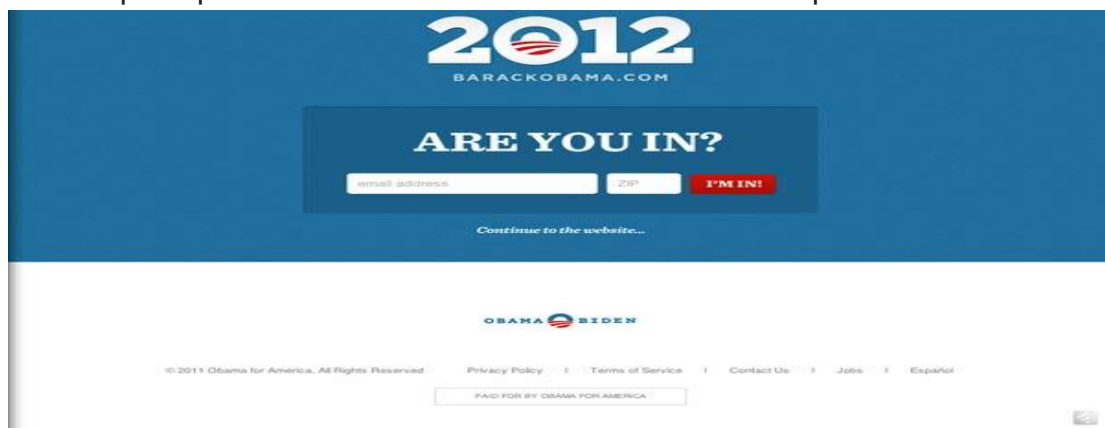 2012
BARACKOBAMA.COM
ARE YOU IN?
email address ZIP I'M IN!
Continue to the website...
OBAMA BIDEN
© 2011 Obama for America, All Rights Reserved Privacy Policy | Terms of Service | Contact Us | Jobs | Español
PAID FOR BY OBAMA FOR AMERICA